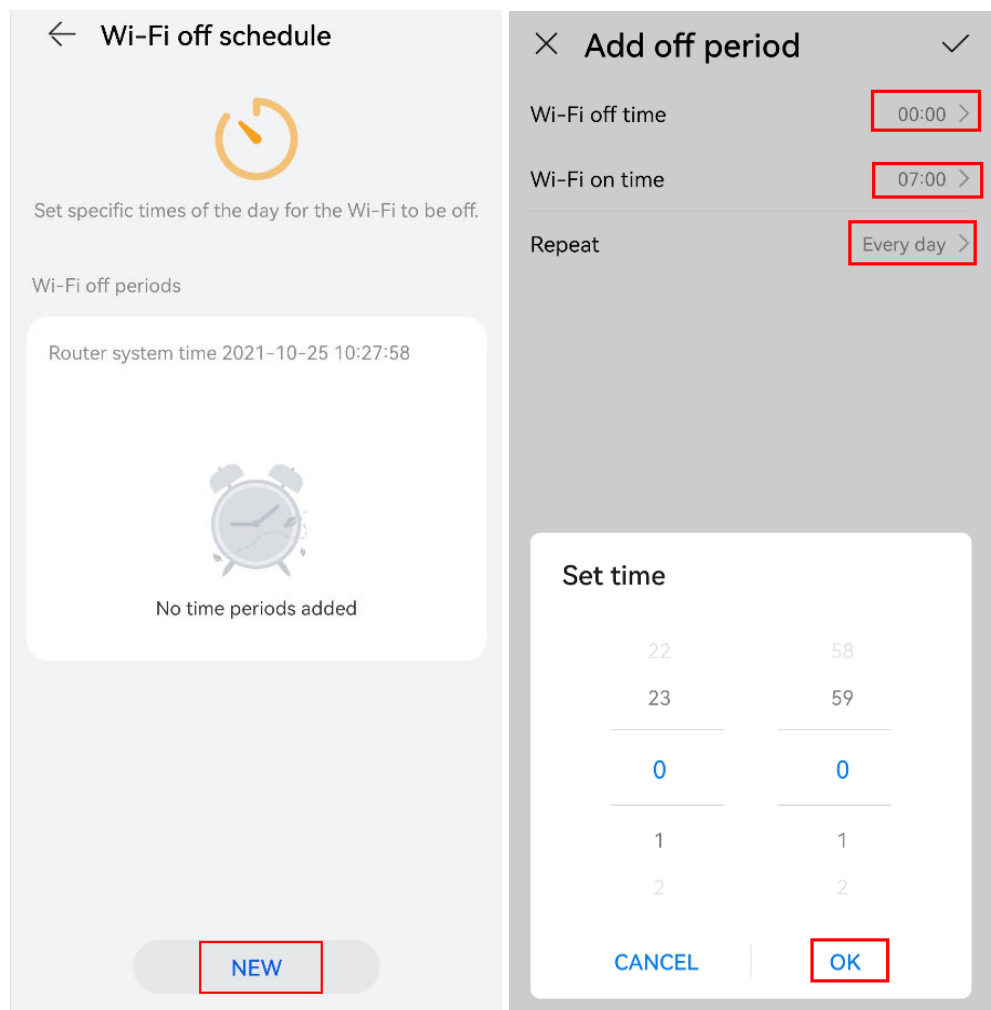 Wi-Fi off schedule
Set specific times of the day for the Wi-Fi to be off.
Wi-Fi off periods
Router system time 2021-10-25 10:27:58
No time periods added
NEW
Add off period
Wi-Fi off time 00:00
Wi-Fi on time 07:00
Repeat Every day
Set time
22 58
23 59
0 0
1 1
2 2
CANCEL OK